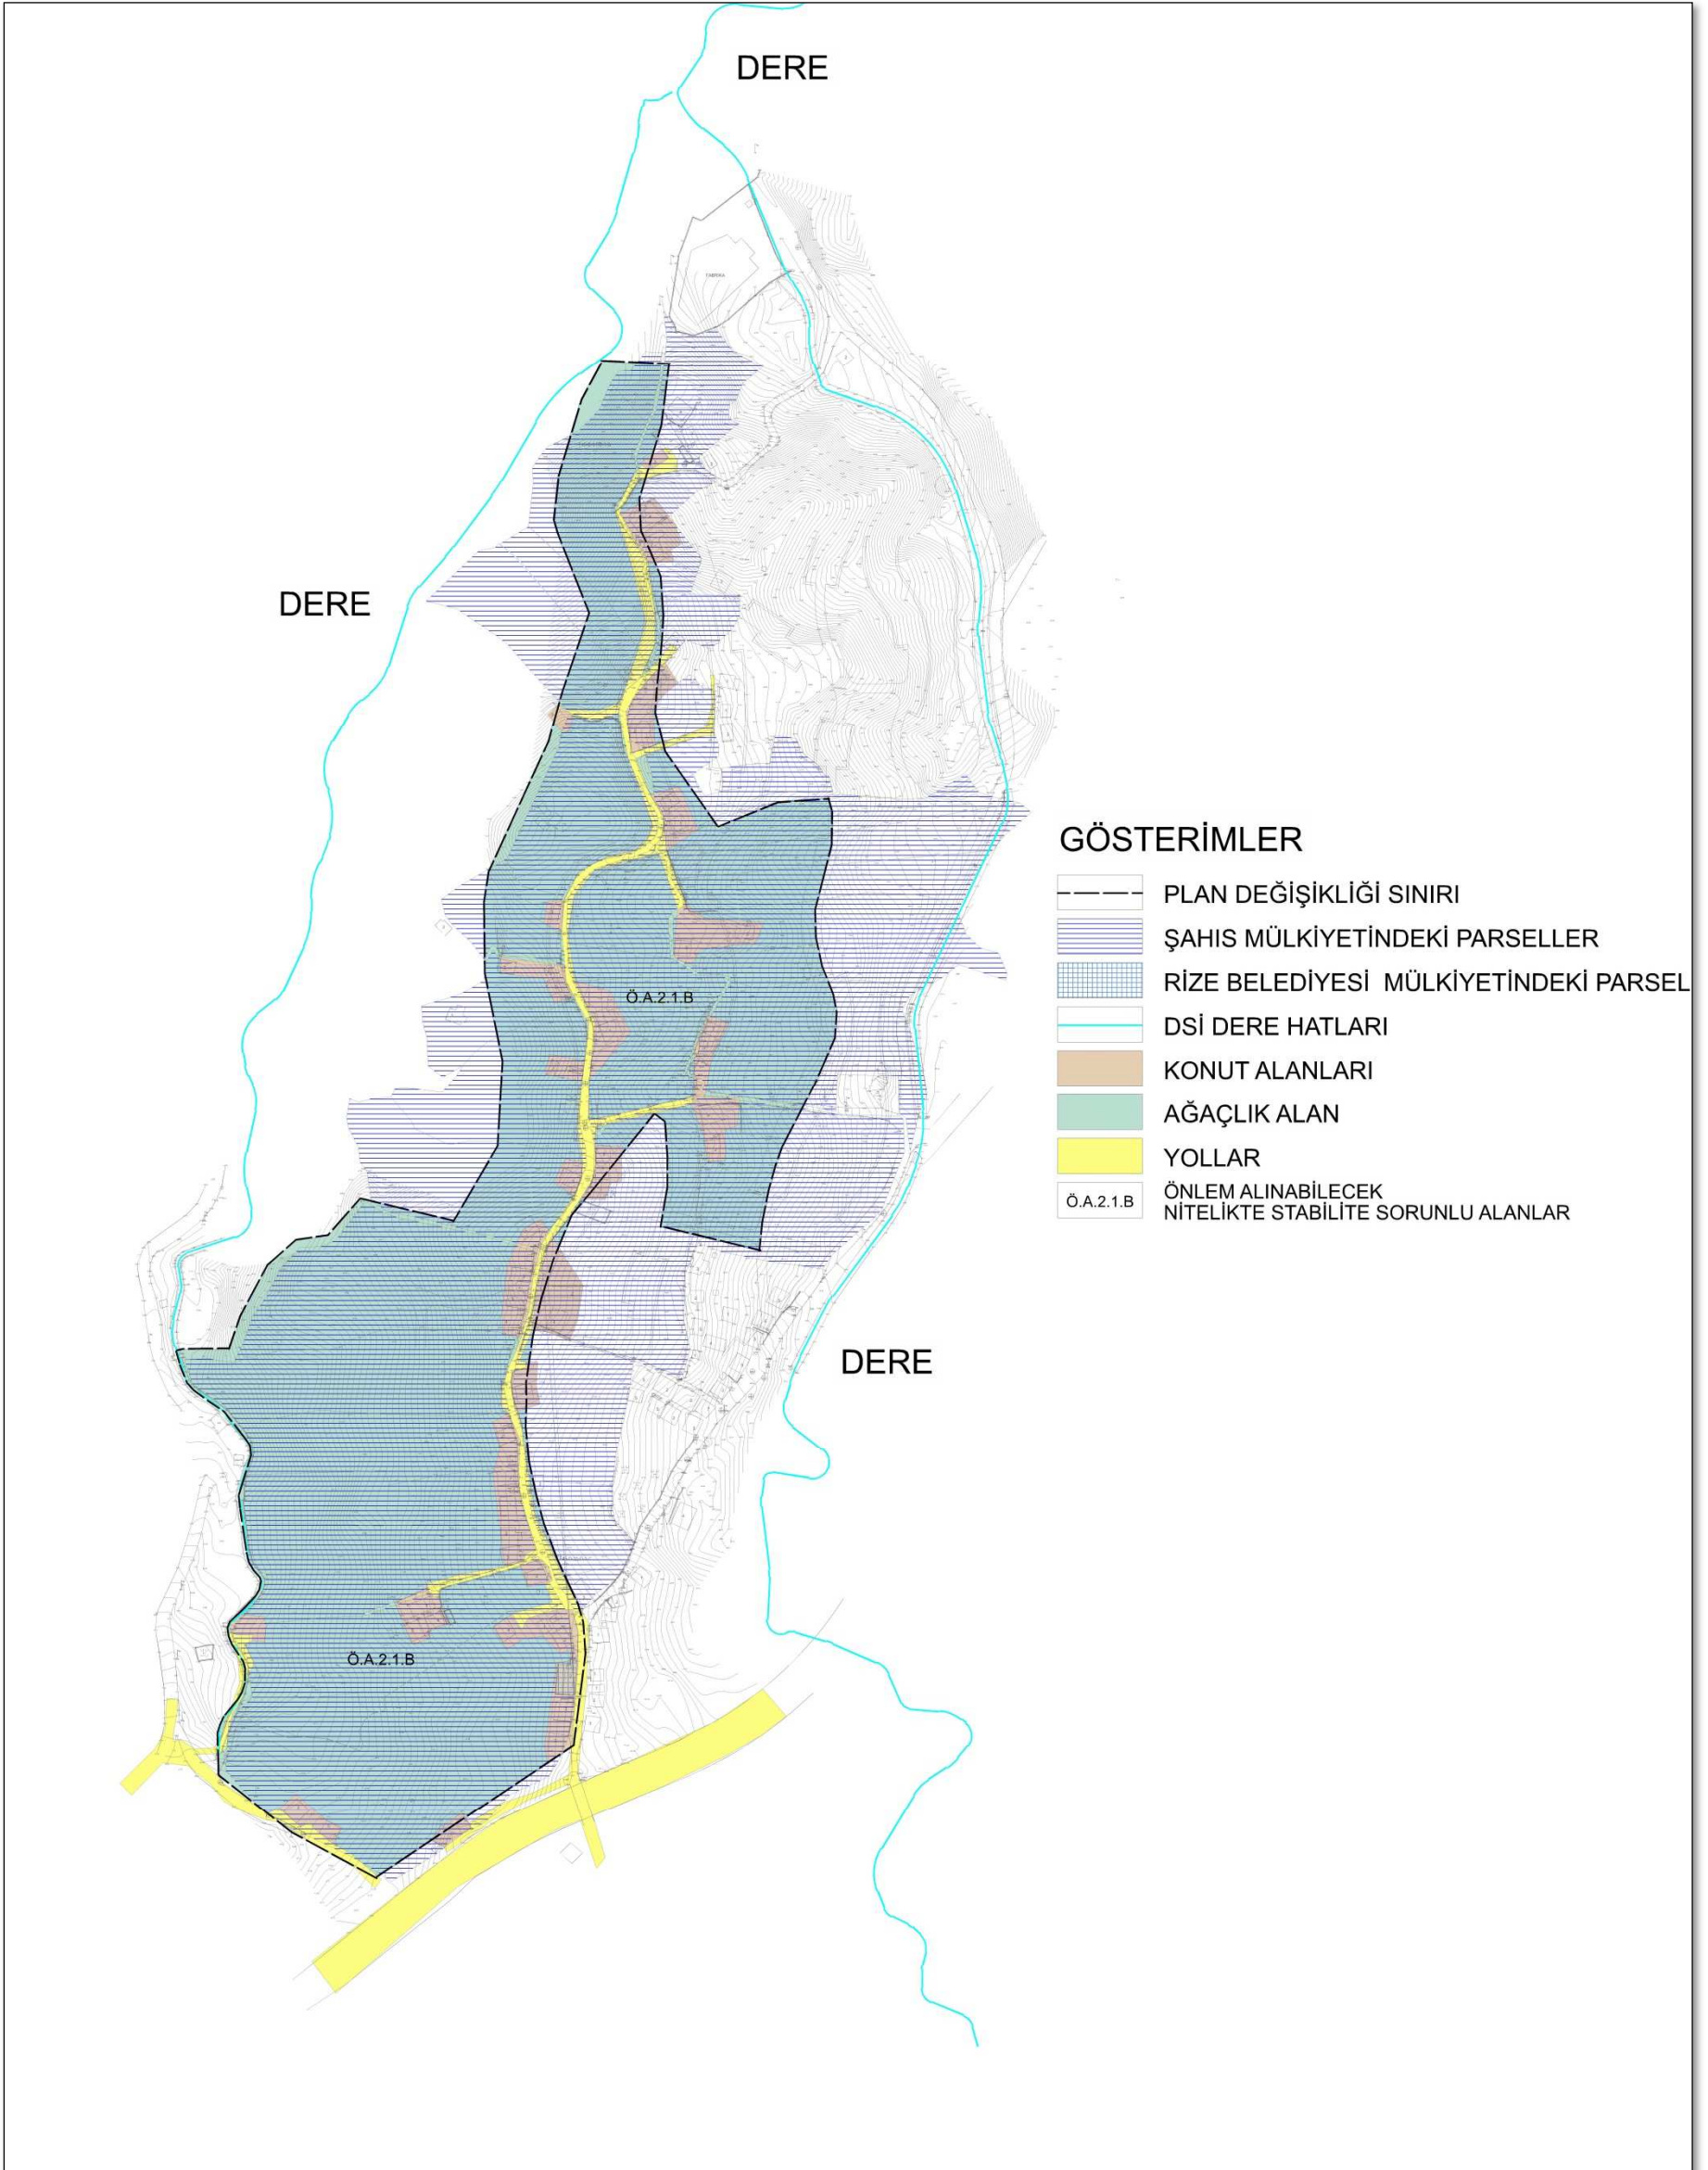 DERE
DERE
GÖSTERİMLER
PLAN DEĞİŞİKLİĞİ SINIRI
ŞAHIS MÜLKİYETİNDEKİ PARSELLER
RİZE BELEDİYESİ MÜLKİYETİNDEKİ PARSEL
Ö.A.2.1.B
DSİ DERE HATLARI
KONUT ALANLARI
AĞAÇLIK ALAN
YOLLAR
Ö.A.2.1.B
ÖNLEM ALINABİLECEK
NİTELİKTE STABİLİTE SORUNLU ALANLAR
DERE
Ö.A.2.1.B